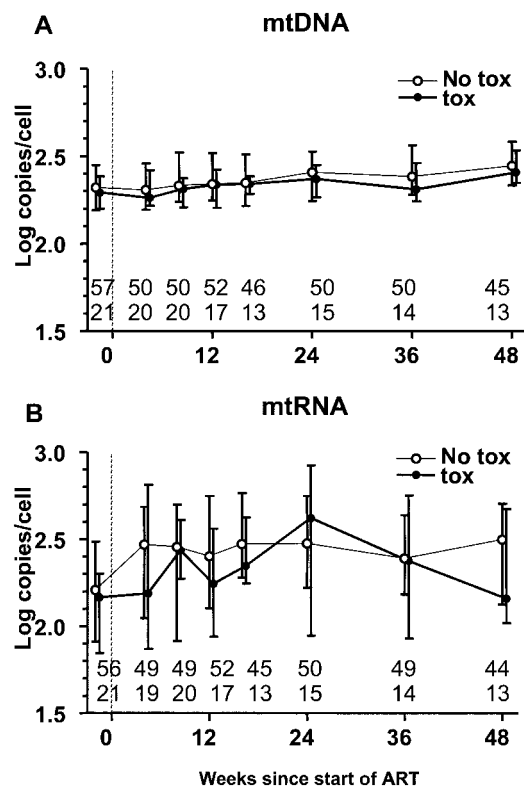 A
mtDNA
Log copies/cell
3.0
2.5
2.0
1.5
No tox
tox
57 50 50 52 46 50 50 45
21 20 20 17 13 15 14 13
0 12 24 36 48
B
mtRNA
Log copies/cell
3.0
2.5
2.0
1.5
No tox
tox
56 49 49 52 45 50 49 44
21 19 20 17 13 15 14 13
0 12 24 36 48
Weeks since start of ART